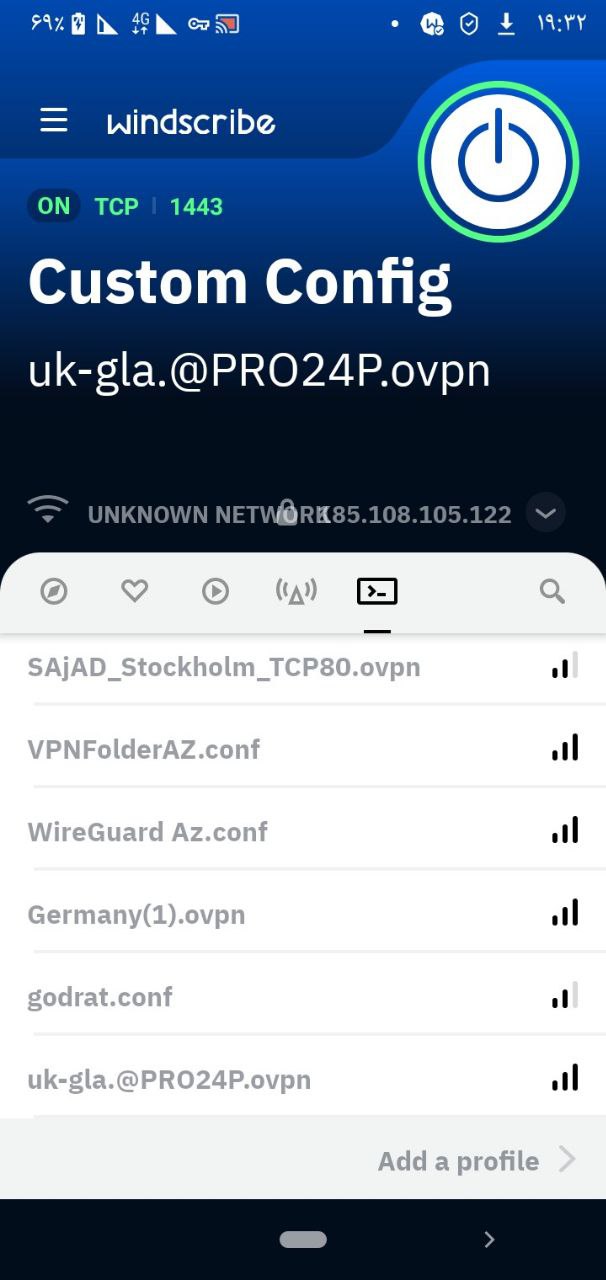 ۶۹٪ 4G ۱۹:۳۲
windscribe
ON TCP 1443
Custom Config
uk-gla.@PRO24P.ovpn
UNKNOWN NETWORK 185.108.105.122
SAjAD_Stockholm_TCP80.ovpn
VPNFolderAZ.conf
WireGuard Az.conf
Germany(1).ovpn
godrat.conf
uk-gla.@PRO24P.ovpn
Add a profile